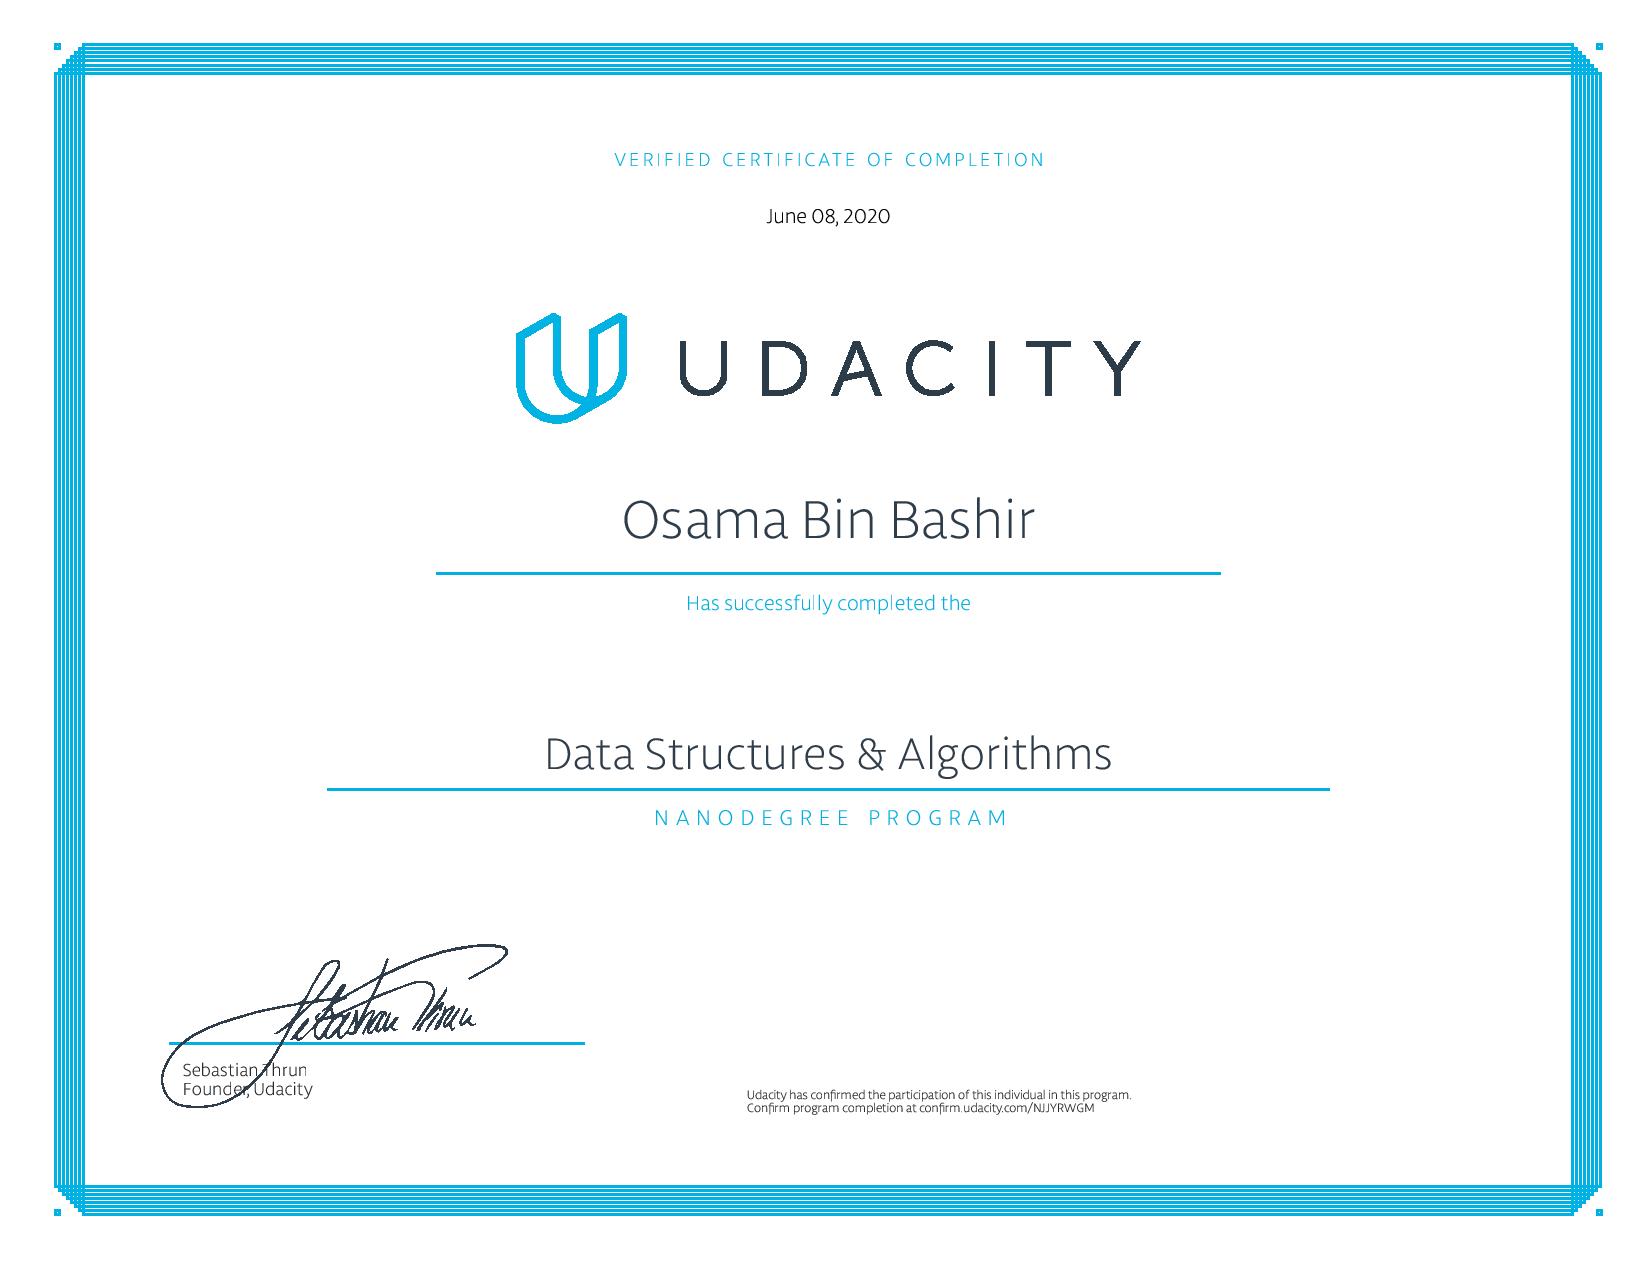 VERIFIED CERTIFICATE OF COMPLETION
June 08, 2020
UDACITY
Osama Bin Bashir
Has successfully completed the
Data Structures & Algorithms
NANODEGREE PROGRAM
Sebastian Thrun
Sebastian Thrun
Founder, Udacity
Udacity has confirmed the participation of this individual in this program.
Confirm program completion at confirm.udacity.com/NJJYRWGM